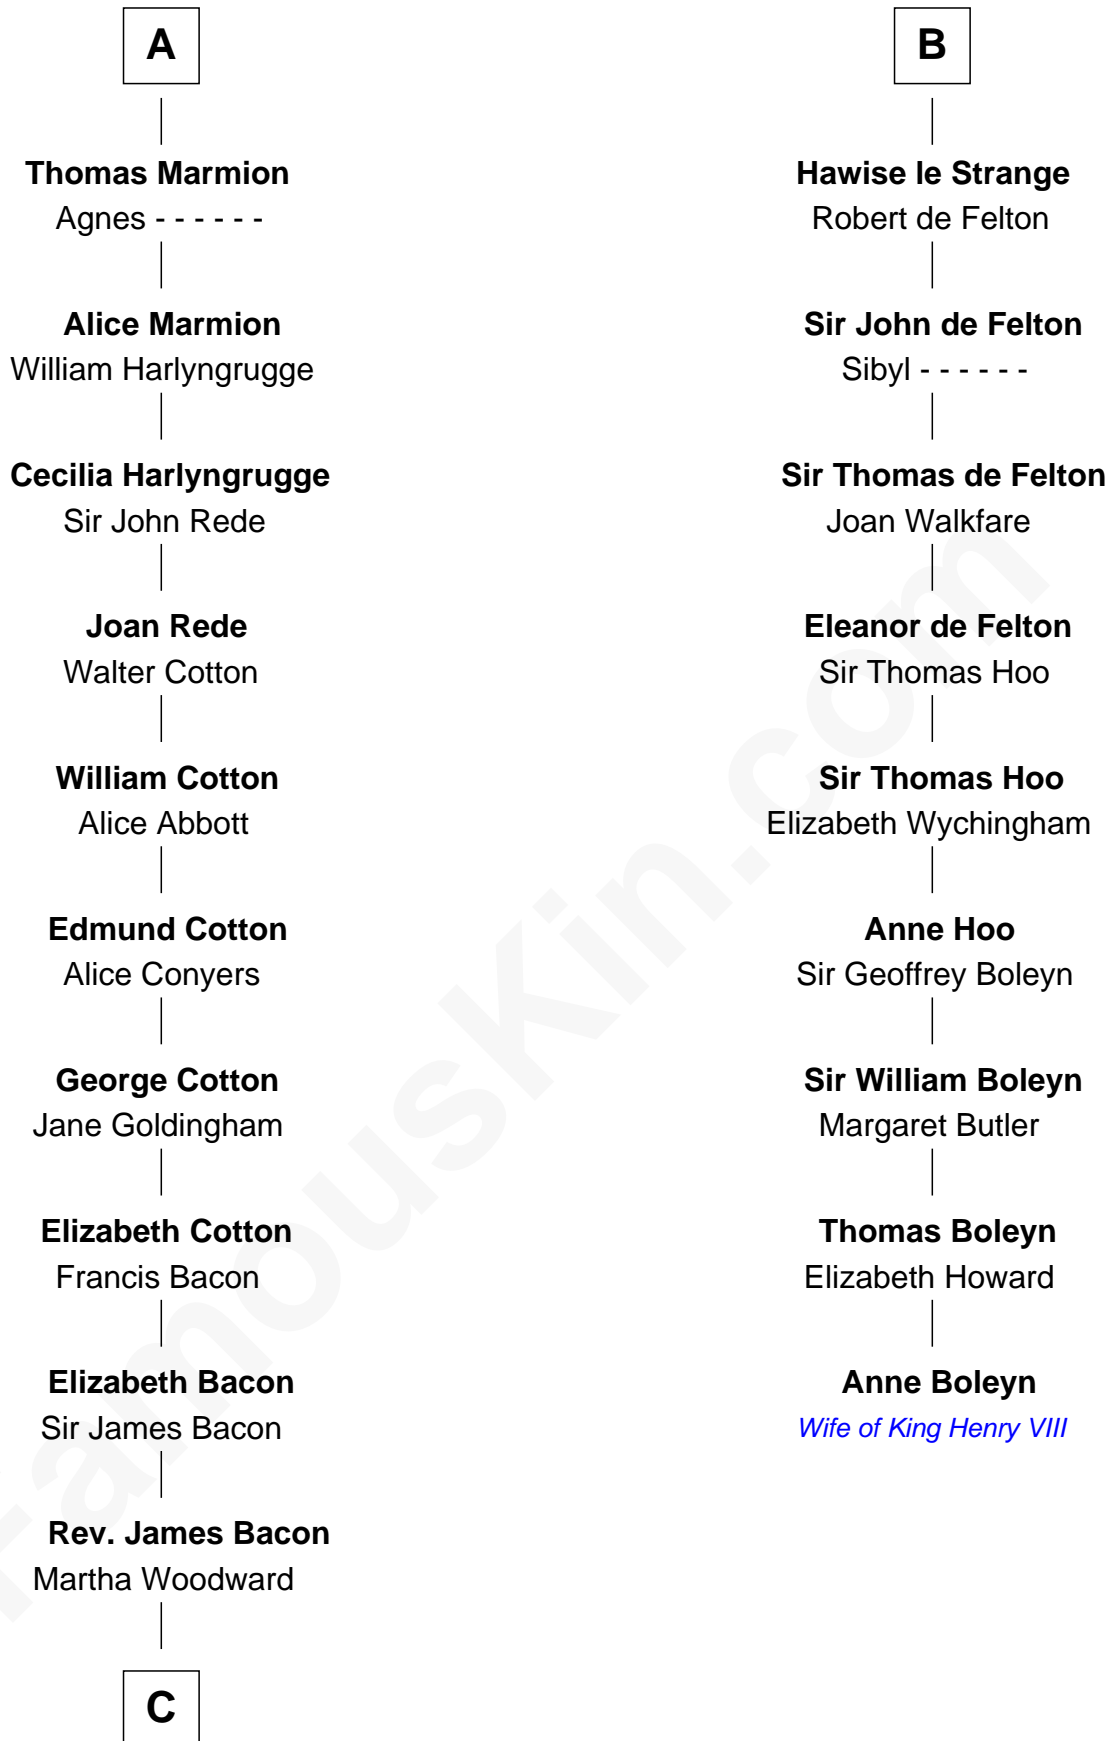 A
Thomas Marmion
Agnes - - - - - -
Alice Marmion
William Harlyngrugge
Cecilia Harlyngrugge
Sir John Rede
Joan Rede
Walter Cotton
William Cotton
Alice Abbott
Edmund Cotton
Alice Conyers
George Cotton
Jane Goldingham
Elizabeth Cotton
Francis Bacon
Elizabeth Bacon
Sir James Bacon
Rev. James Bacon
Martha Woodward
C
B
Hawise le Strange
Robert de Felton
Sir John de Felton
Sibyl - - - - - -
Sir Thomas de Felton
Joan Walkfare
Eleanor de Felton
Sir Thomas Hoo
Sir Thomas Hoo
Elizabeth Wychingham
Anne Hoo
Sir Geoffrey Boleyn
Sir William Boleyn
Margaret Butler
Thomas Boleyn
Elizabeth Howard
Anne Boleyn
Wife of King Henry VIII
FamousKin.com